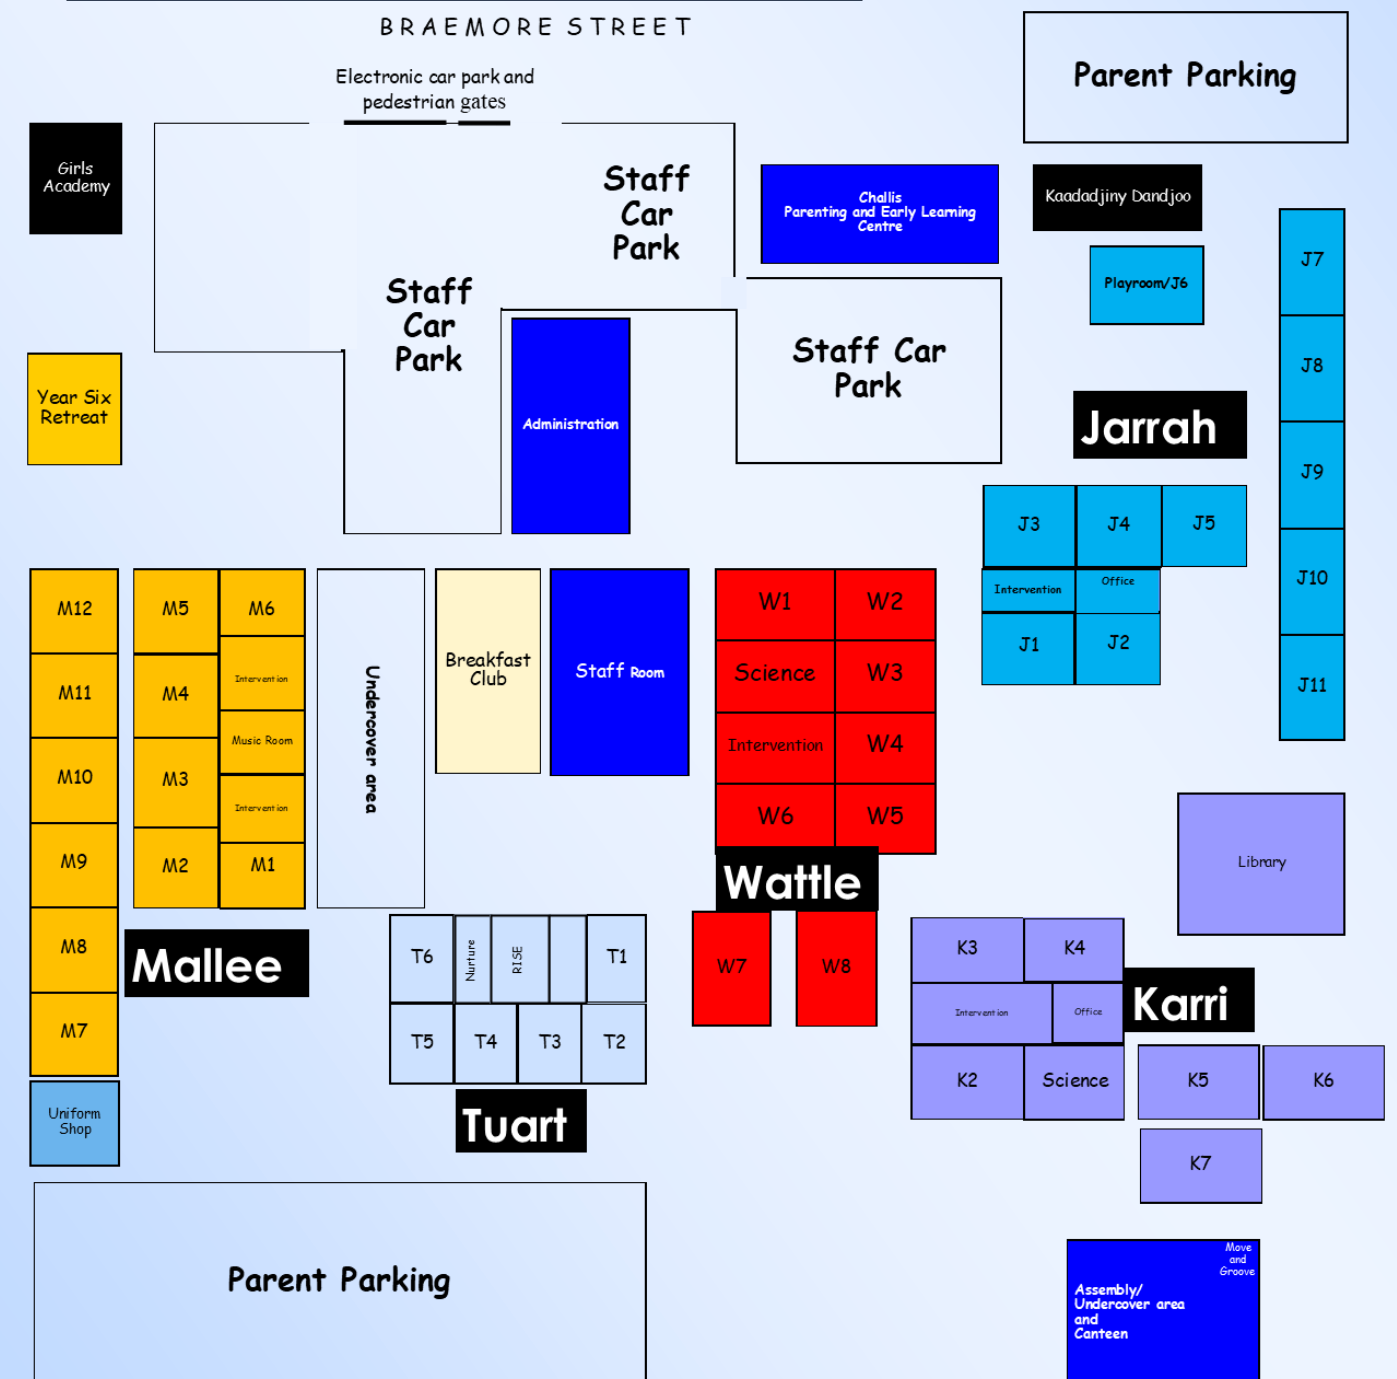 BRAEMORE STREET
Electronic car park and
pedestrian gates
Parent Parking
Girls
Academy
Staff
Car
Park
Challis
Parenting and Early Learning
Centre
Kaadadjiny Dandjoo
J7
Playroom/J6
Staff
Car
Park
Staff Car
Park
J8
Year Six
Retreat
Administration
Jarrah
J9
J3
J4
J5
Intervention
Office
J10
J1
J2
J11
M12
M11
M10
M9
M8
M7
M5
M4
M3
M2
M6
Intervention
Music Room
Intervention
M1
Mallee
Undercover area
Breakfast
Club
Staff Room
W1
W2
Science
W3
Intervention
W4
W6
W5
Wattle
W7
W8
Library
T6
Nurture
RISE
T1
T5
T4
T3
T2
Tuart
K3
K4
Intervention
Office
Karri
K2
Science
K5
K6
K7
Uniform
Shop
Parent Parking
Move
and
Groove
Assembly/
Undercover area
and
Canteen